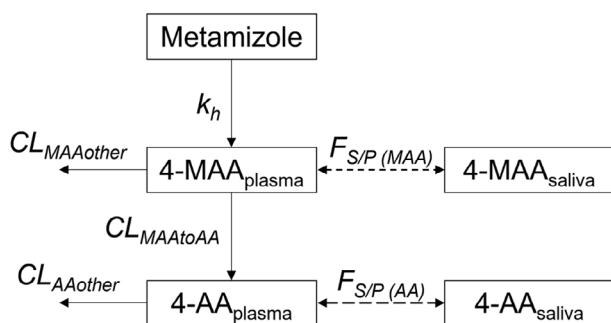 Metamizole
k_h
CL_MAAother
4-MAA_plasma
F_S/P (MAA)
4-MAA_saliva
CL_MAAtoAA
CL_AAother
4-AA_plasma
F_S/P (AA)
4-AA_saliva